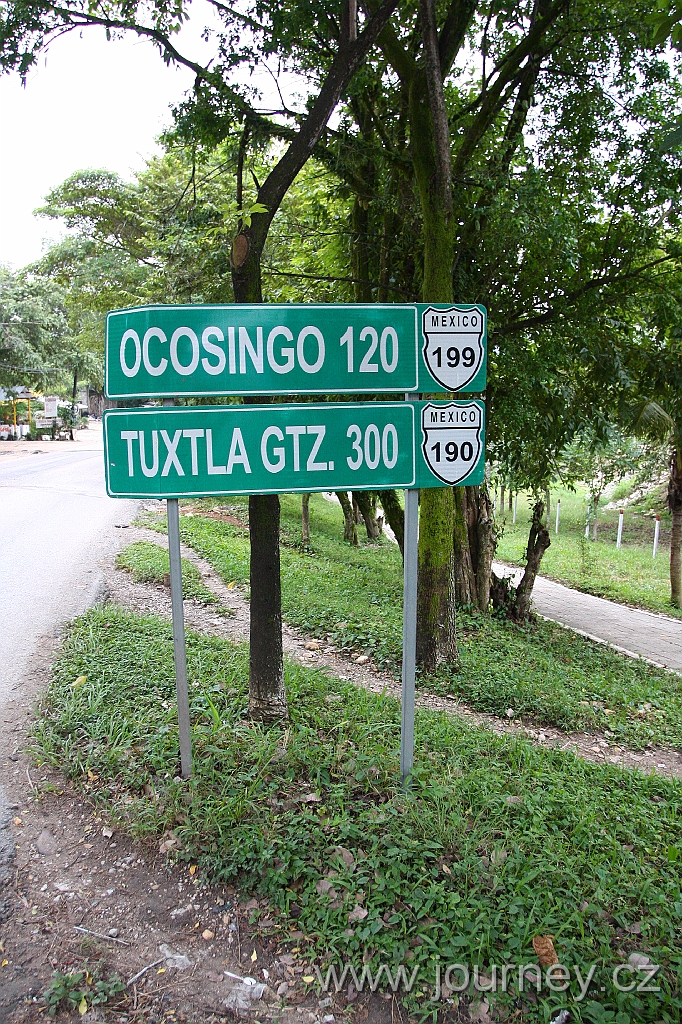 OCOSINGO 120 MEXICO 199
TUXTLA GTZ. 300 MEXICO 190
www.journey.cz